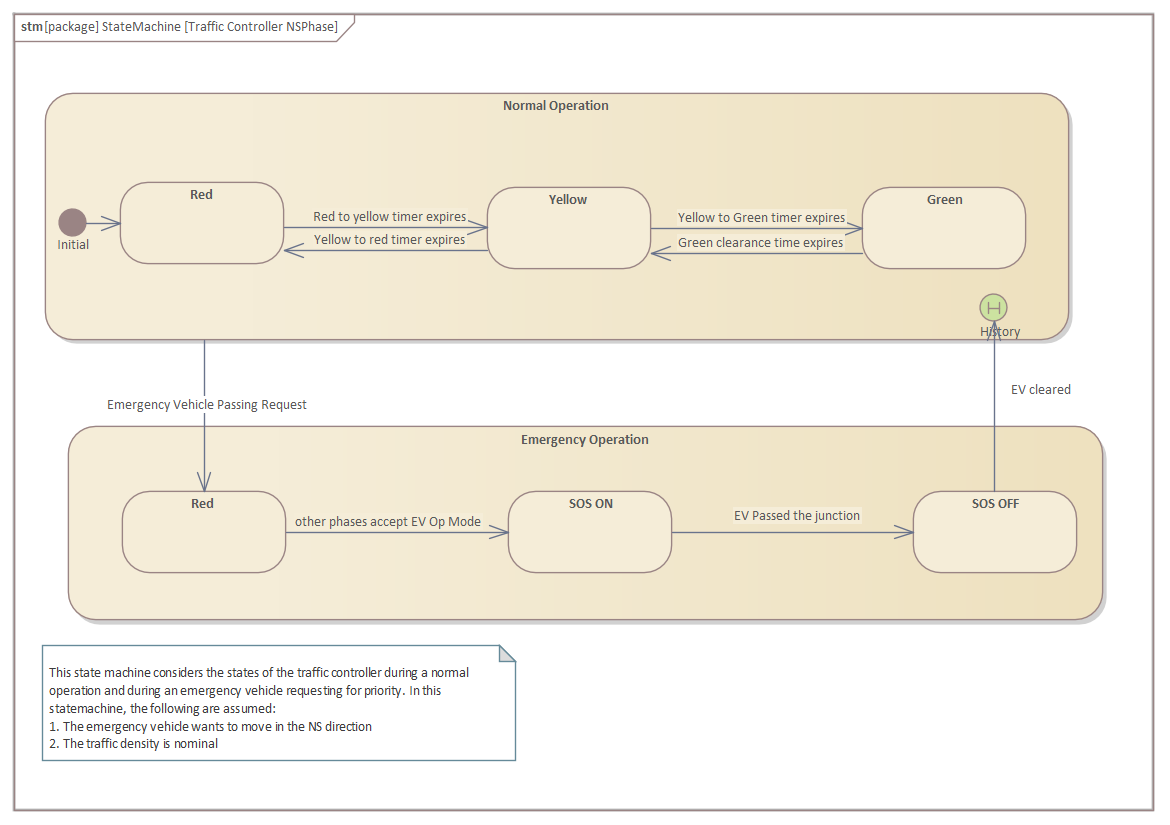 stm[package] StateMachine [Traffic Controller NSPhase]
Normal Operation
Red
Yellow
Green
Initial
Red to yellow timer expires
Yellow to red timer expires
Yellow to Green timer expires
Green clearance time expires
H
History
Emergency Vehicle Passing Request
EV cleared
Emergency Operation
Red
SOS ON
SOS OFF
other phases accept EV Op Mode
EV Passed the junction
This state machine considers the states of the traffic controller during a normal
operation and during an emergency vehicle requesting for priority. In this
statemachine, the following are assumed:
1. The emergency vehicle wants to move in the NS direction
2. The traffic density is nominal